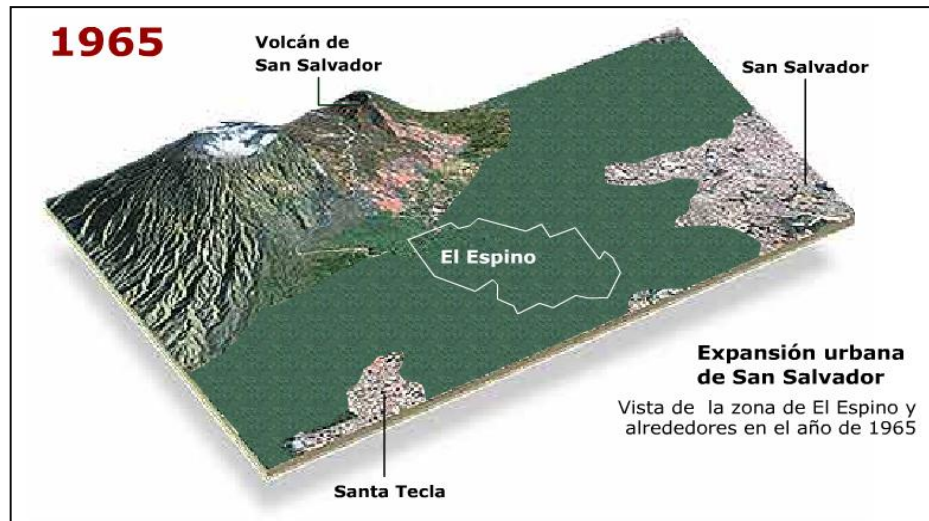 1965
Volcán de
San Salvador
San Salvador
El Espino
Expansión urbana
de San Salvador
Vista de la zona de El Espino y
alrededores en el año de 1965
Santa Tecla